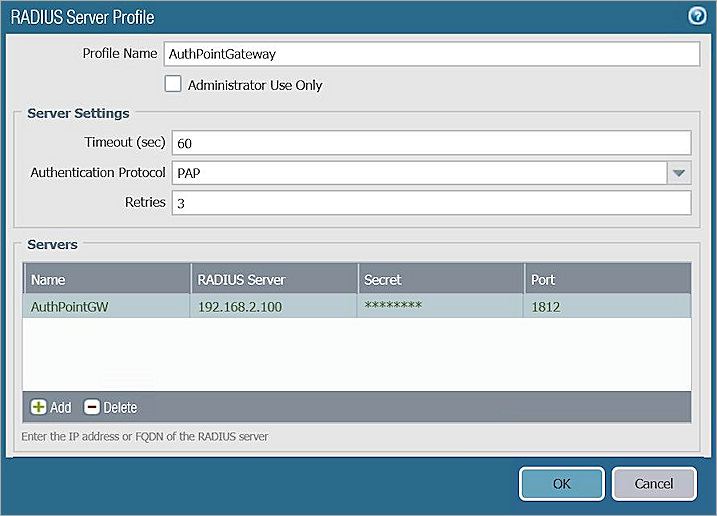 RADIUS Server Profile
Profile Name AuthPointGateway
Administrator Use Only
Server Settings
Timeout (sec) 60
Authentication Protocol PAP
Retries 3
Servers
Name RADIUS Server Secret Port
AuthPointGW 192.168.2.100 ******** 1812
Add Delete
Enter the IP address or FQDN of the RADIUS server
OK Cancel